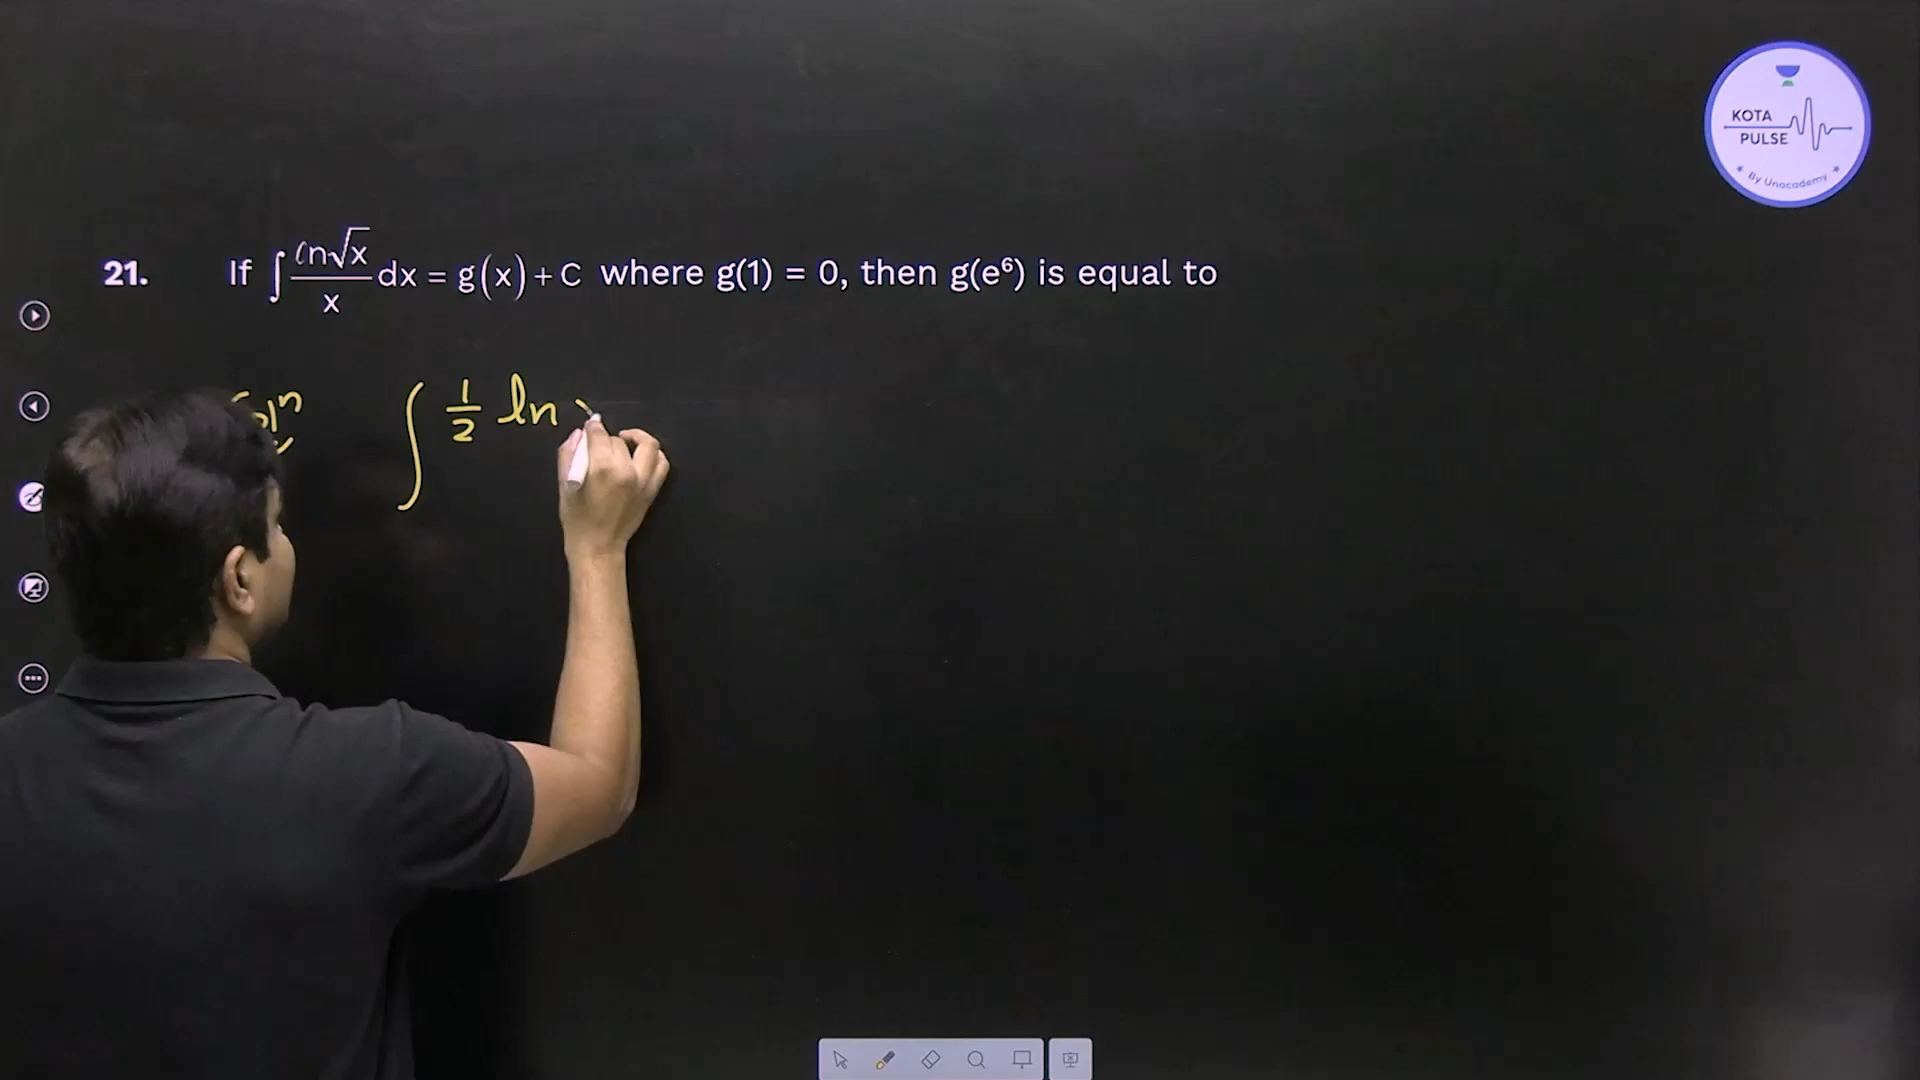 KOTA
PULSE
By Unacademy
21. If ∫ (ln√x / x) dx = g(x) + C where g(1) = 0, then g(e⁶) is equal to
∫ 1/2 ln